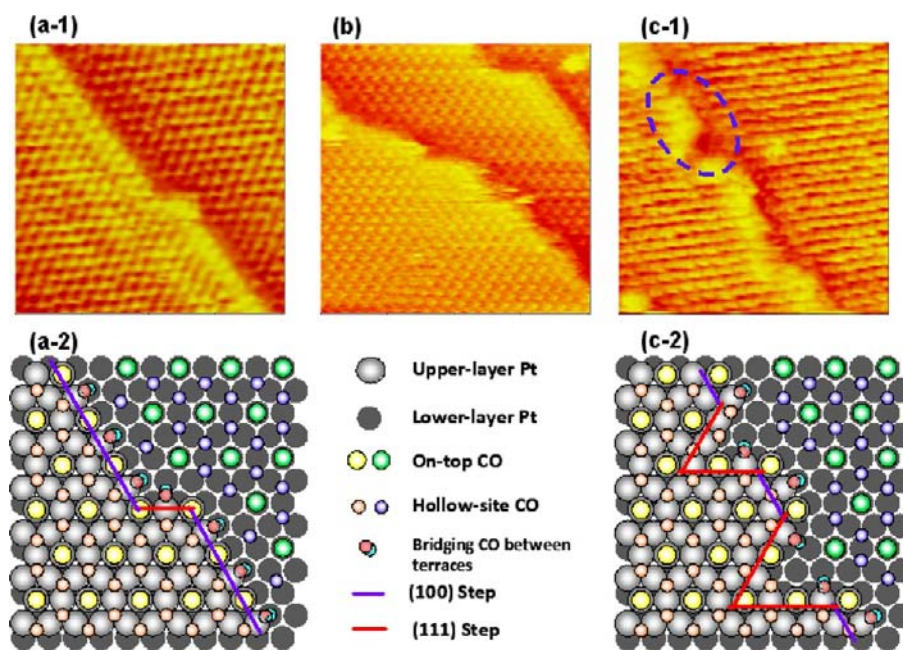 (a-1)
(b)
(c-1)
(a-2)
(c-2)
Upper-layer Pt
Lower-layer Pt
On-top CO
Hollow-site CO
Bridging CO between
terraces
(100) Step
(111) Step